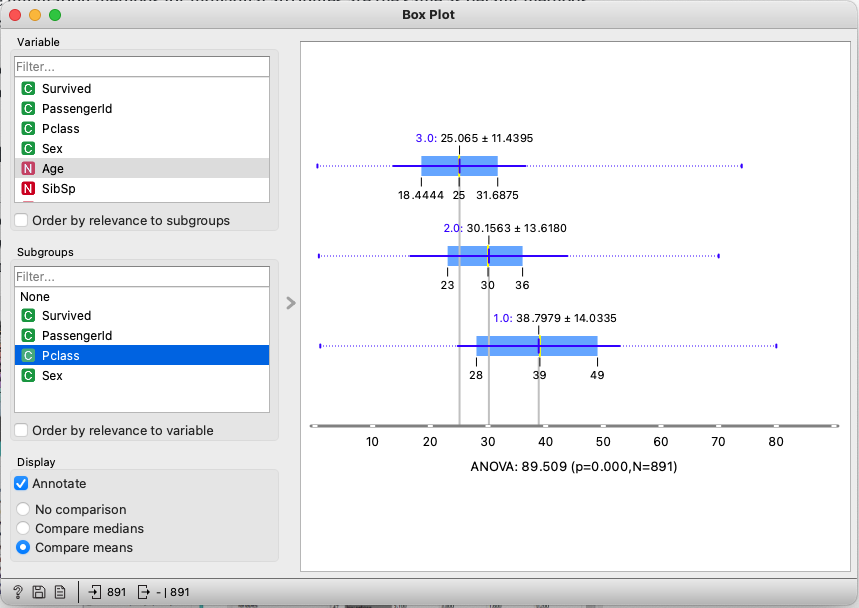 Box Plot
Variable
Filter...
C Survived
C PassengerId
C Pclass
C Sex
N Age
N SibSp
Order by relevance to subgroups
Subgroups
Filter...
None
C Survived
C PassengerId
C Pclass
C Sex
Order by relevance to variable
Display
Annotate
No comparison
Compare medians
Compare means
3.0: 25.065 ± 11.4395
18.4444 25 31.6875
2.0: 30.1563 ± 13.6180
23 30 36
1.0: 38.7979 ± 14.0335
28 39 49
10 20 30 40 50 60 70 80
ANOVA: 89.509 (p=0.000,N=891)
? 891 - | 891